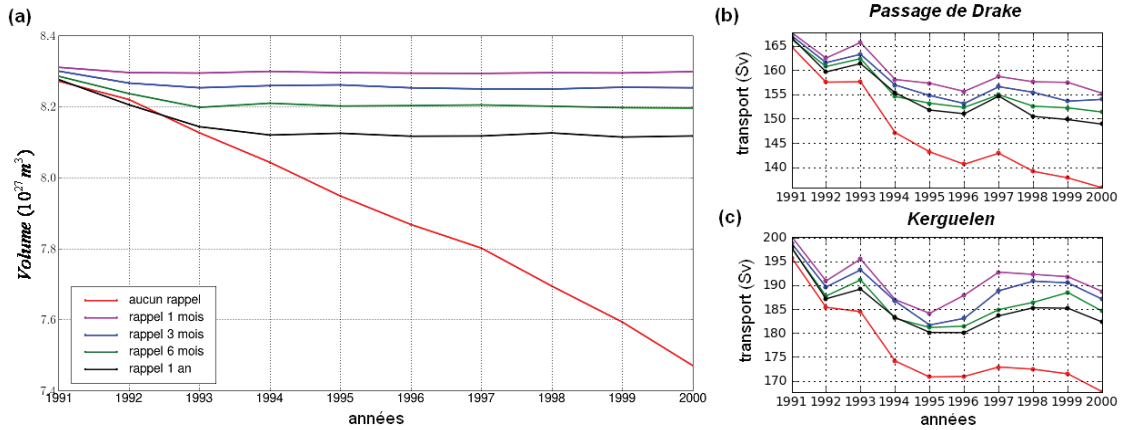 (a)
Volume (10^27 m^3)
8.4
8.2
8.0
7.8
7.6
7.4
aucun rappel
rappel 1 mois
rappel 3 mois
rappel 6 mois
rappel 1 an
1991 1992 1993 1994 1995 1996 1997 1998 1999 2000
années
(b)
Passage de Drake
transport (Sv)
165
160
155
150
145
140
1991 1992 1993 1994 1995 1996 1997 1998 1999 2000
(c)
Kerguelen
transport (Sv)
200
195
190
185
180
175
170
1991 1992 1993 1994 1995 1996 1997 1998 1999 2000
années